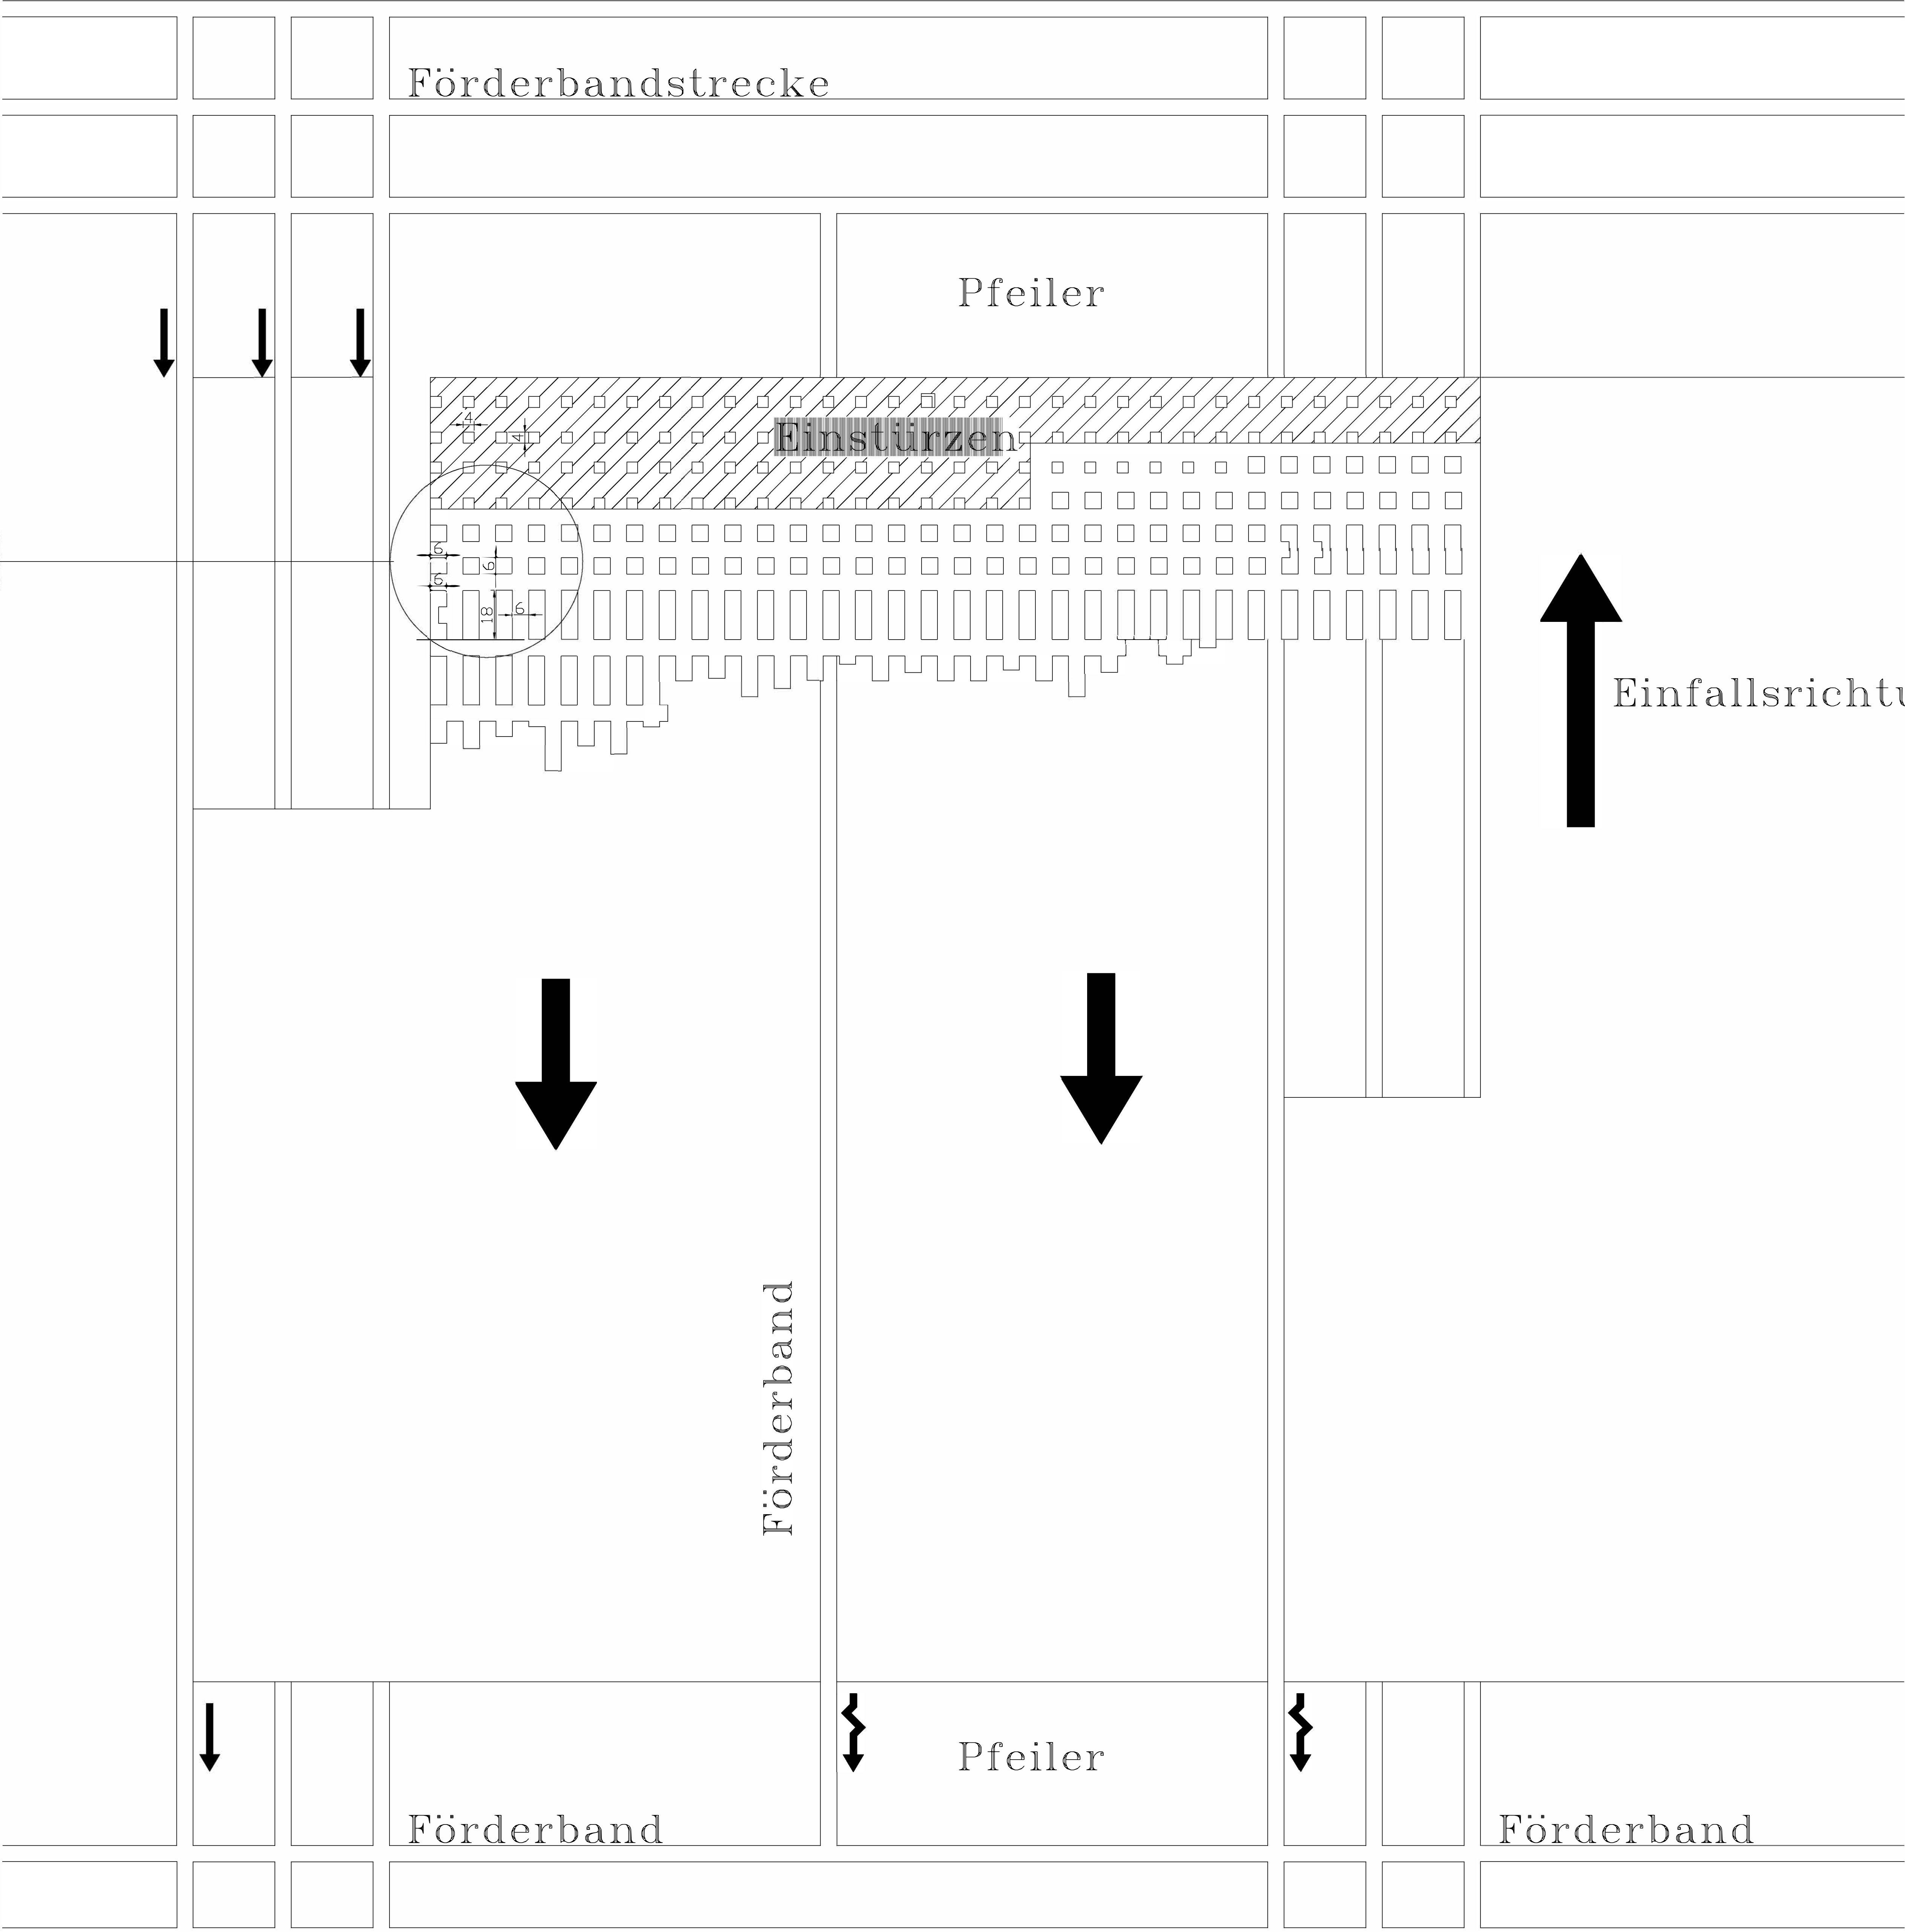 Förderbandstrecke
Pfeiler
4
4
Einstürzen
6
6
6
18
6
Einfallsrichtu
Förderband
Pfeiler
Förderband
Förderband